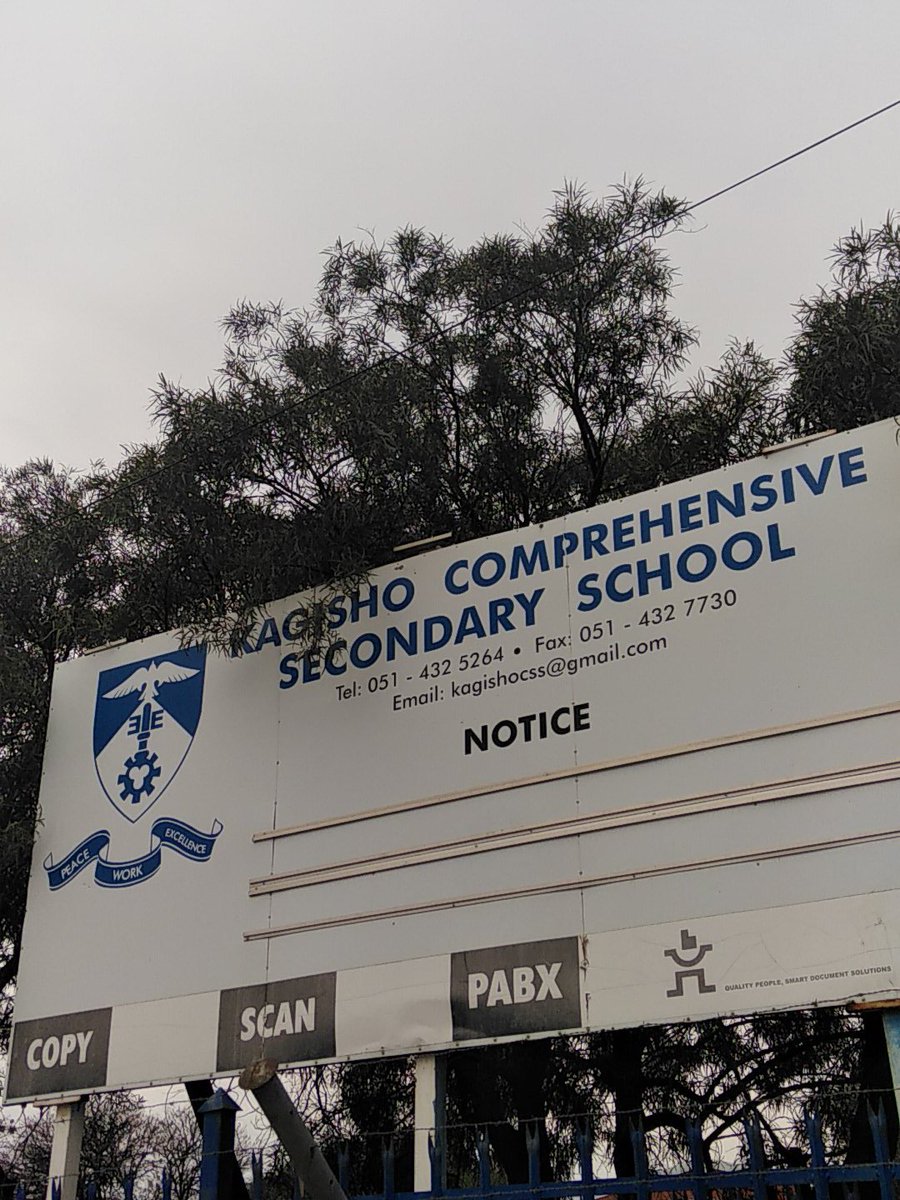 KAGISHO COMPREHENSIVE
SECONDARY SCHOOL
Tel: 051 - 432 5264 • Fax: 051 - 432 7730
Email: kagishocss@gmail.com
NOTICE
PEACE WORK EXCELLENCE
COPY
SCAN
PABX
QUALITY PEOPLE, SMART DOCUMENT SOLUTIONS